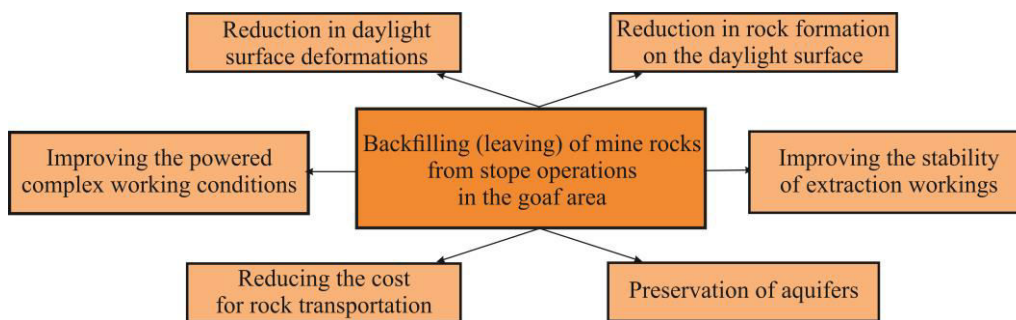 Reduction in daylight
surface deformations
Reduction in rock formation
on the daylight surface
Improving the powered
complex working conditions
Backfilling (leaving) of mine rocks
from stope operations
in the goaf area
Improving the stability
of extraction workings
Reducing the cost
for rock transportation
Preservation of aquifers